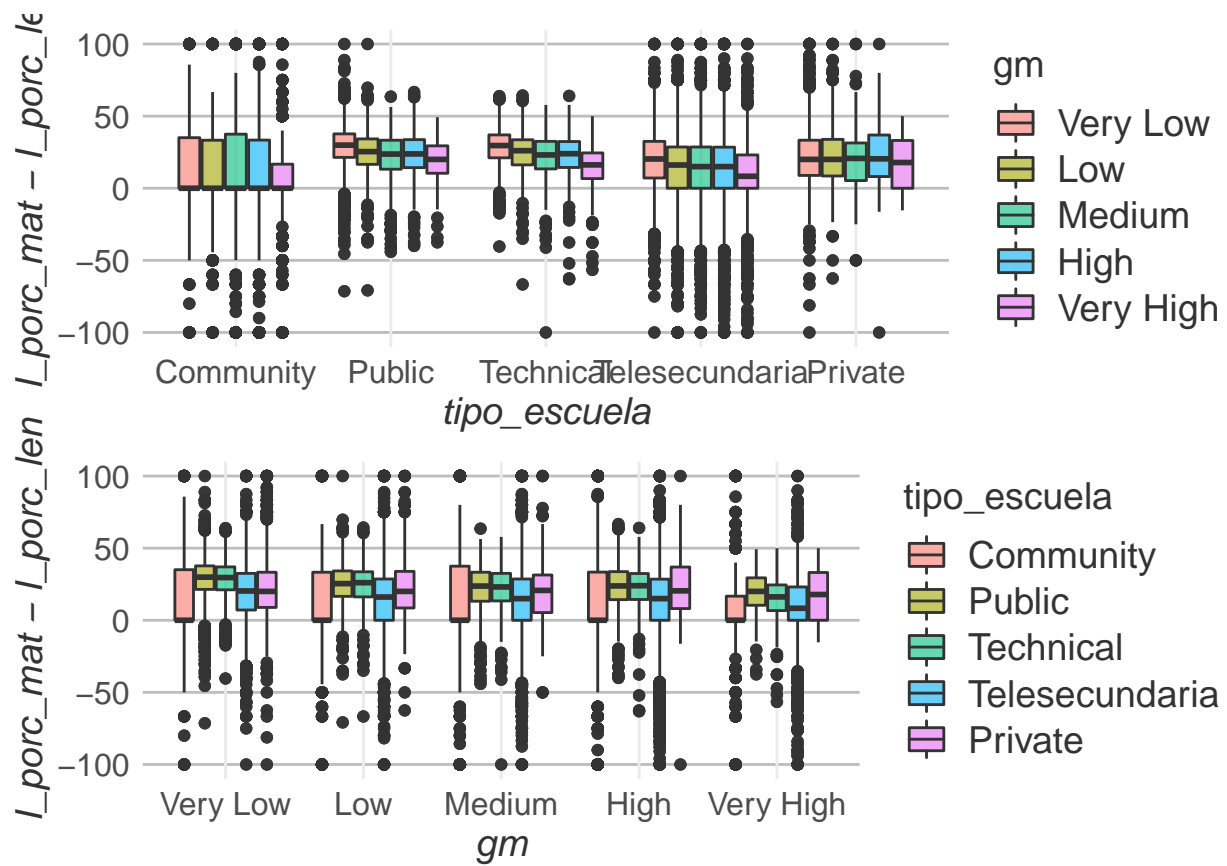 I_porc_mat − I_porc_le
100
50
0
−50
−100
Community
Public
Technical
Telesecundaria
Private
tipo_escuela
gm
Very Low
Low
Medium
High
Very High
I_porc_mat − I_porc_len
100
50
0
−50
−100
Very Low
Low
Medium
High
Very High
gm
tipo_escuela
Community
Public
Technical
Telesecundaria
Private